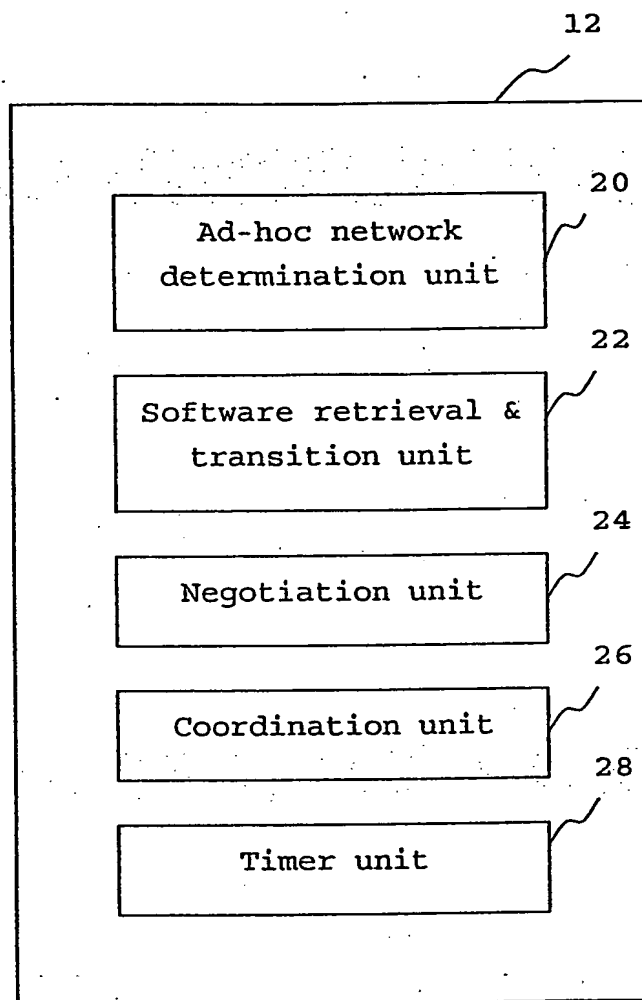 12
20
Ad-hoc network
determination unit
22
Software retrieval &
transition unit
24
Negotiation unit
26
Coordination unit
28
Timer unit